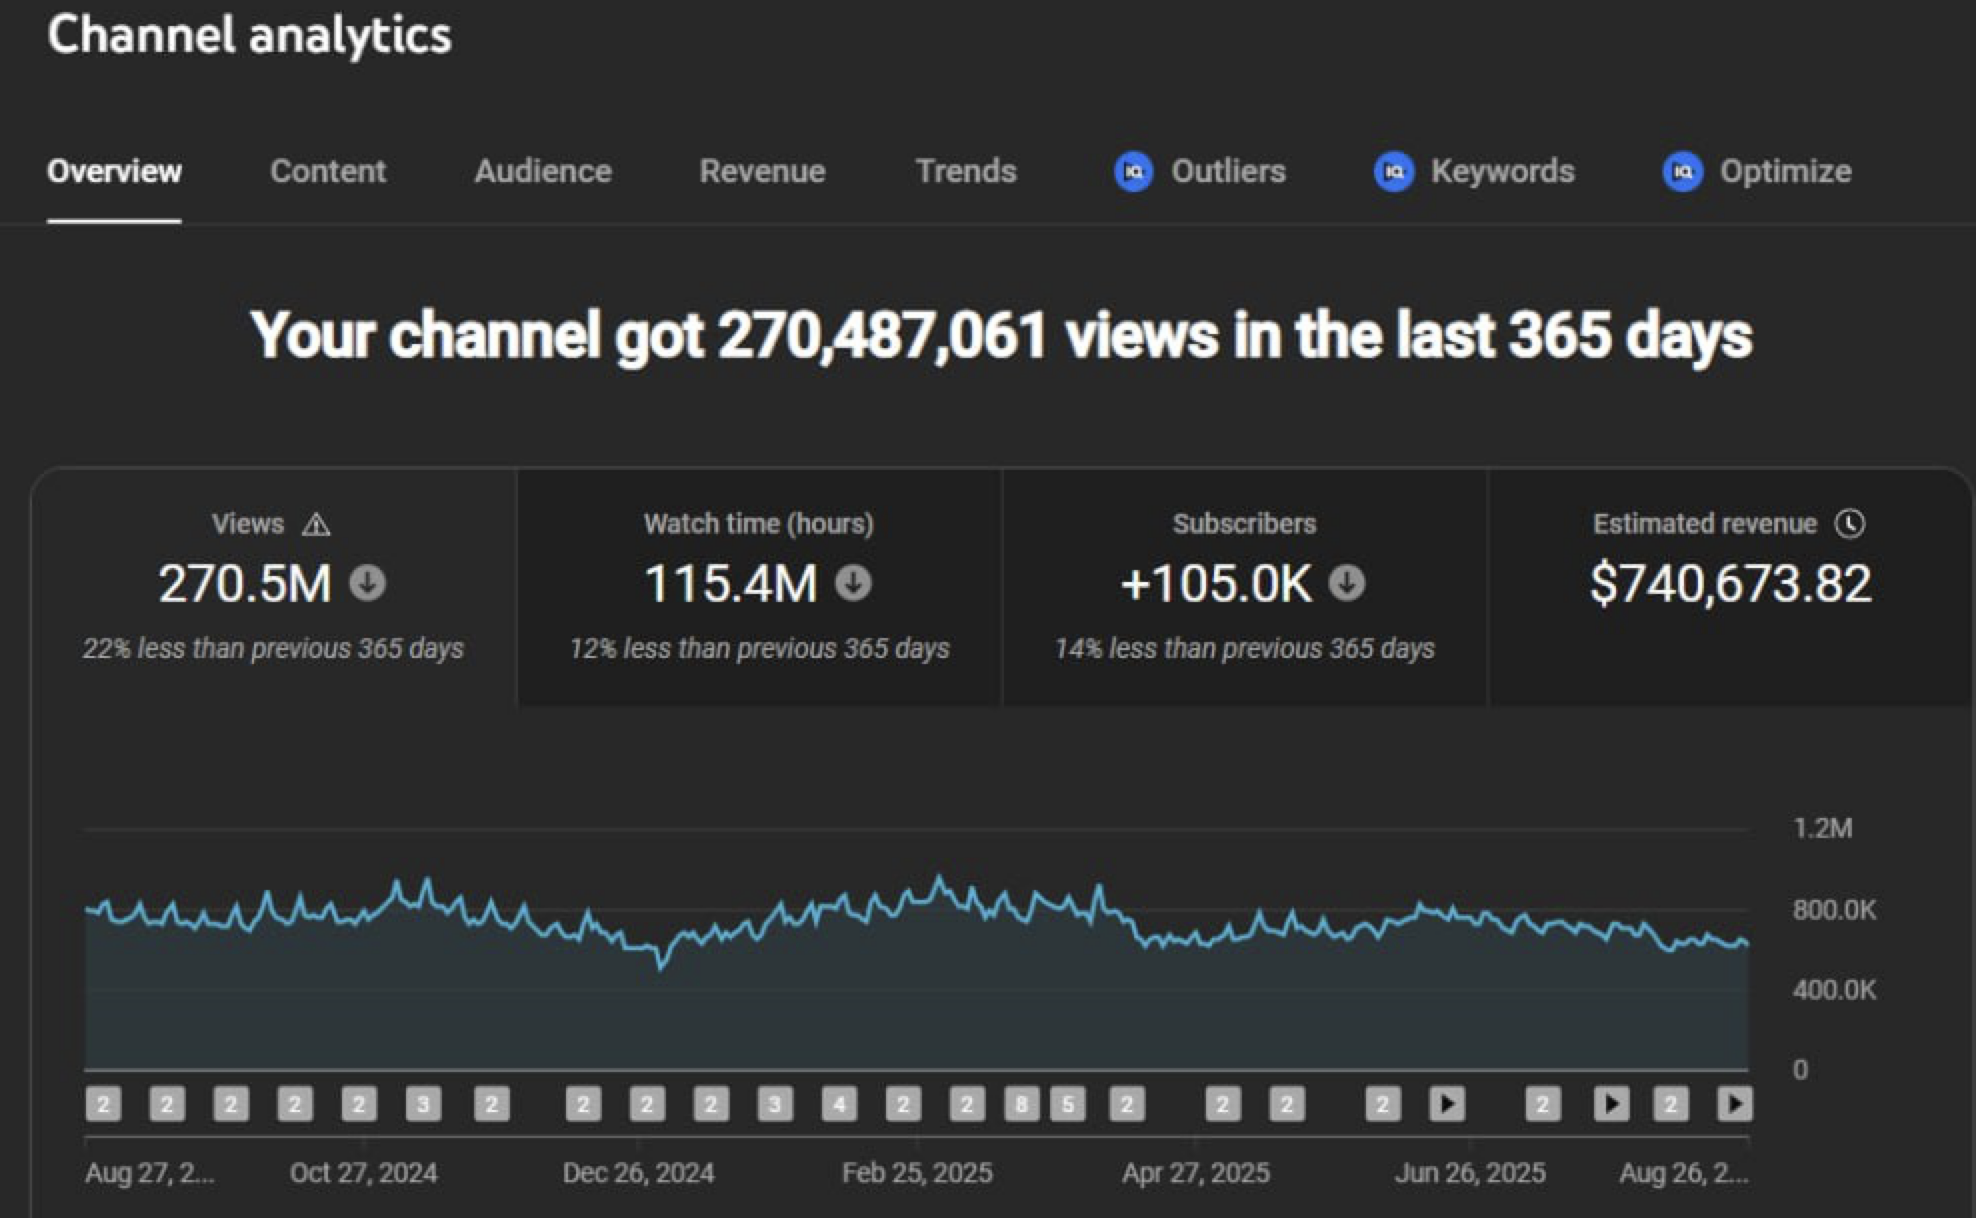 Channel analytics
Overview Content Audience Revenue Trends IQ Outliers IQ Keywords IQ Optimize
Your channel got 270,487,061 views in the last 365 days
Views Watch time (hours) Subscribers Estimated revenue
270.5M 115.4M +105.0K $740,673.82
22% less than previous 365 days 12% less than previous 365 days 14% less than previous 365 days
1.2M
800.0K
400.0K
0
2 2 2 2 2 3 2 2 2 2 3 4 2 2 8 5 2 2 2 2 2 2
Aug 27, 2... Oct 27, 2024 Dec 26, 2024 Feb 25, 2025 Apr 27, 2025 Jun 26, 2025 Aug 26, 2...